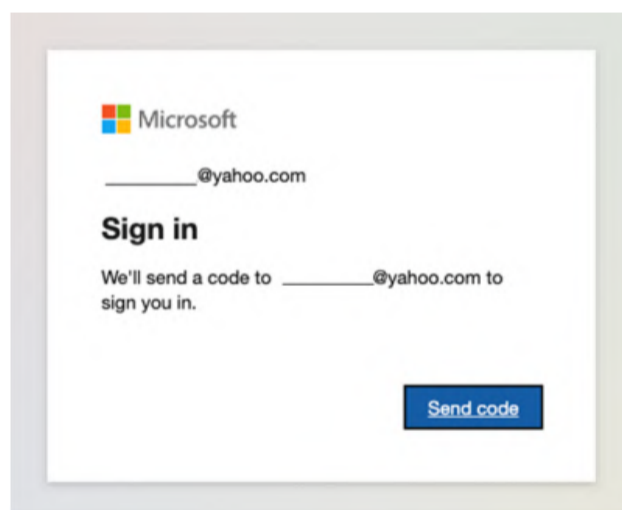 Microsoft
_________@yahoo.com
Sign in
We'll send a code to _________@yahoo.com to
sign you in.
Send code